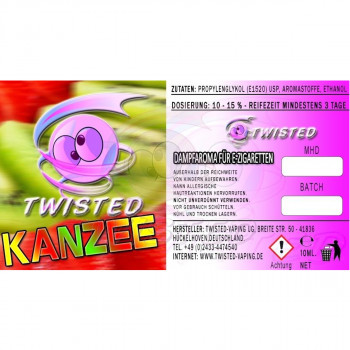 TWISTED
KANZEE
ZUTATEN: PROPYLENGLYKOL (E1520) USP, AROMASTOFFE, ETHANOL
DOSIERUNG: 10 - 15 % - REIFEZEIT MINDESTENS 3 TAGE
TWISTED
DAMPFAROMA FÜR E-ZIGARETTEN
MHD
AUßERHALB DER REICHWEITE
VON KINDERN AUFBEWAHREN
KANN ALLERGISCHE
HAUTREAKTIONEN HERVORRUFEN.
NICHT UNVERDÜNNT VERWENDEN.
VOR GEBRAUCH SCHÜTTELN
KÜHL UND TROCKEN LAGERN.
BATCH
HERSTELLER: TWISTED-VAPING UG, BREITE STR. 50 - 41836
HÜCKELHOVEN,DEUTSCHLAND.
TEL. +49 (0)2433-4474540
INTERNET: WWW.TWISTED-VAPING.DE
Achtung
10ML.
NET